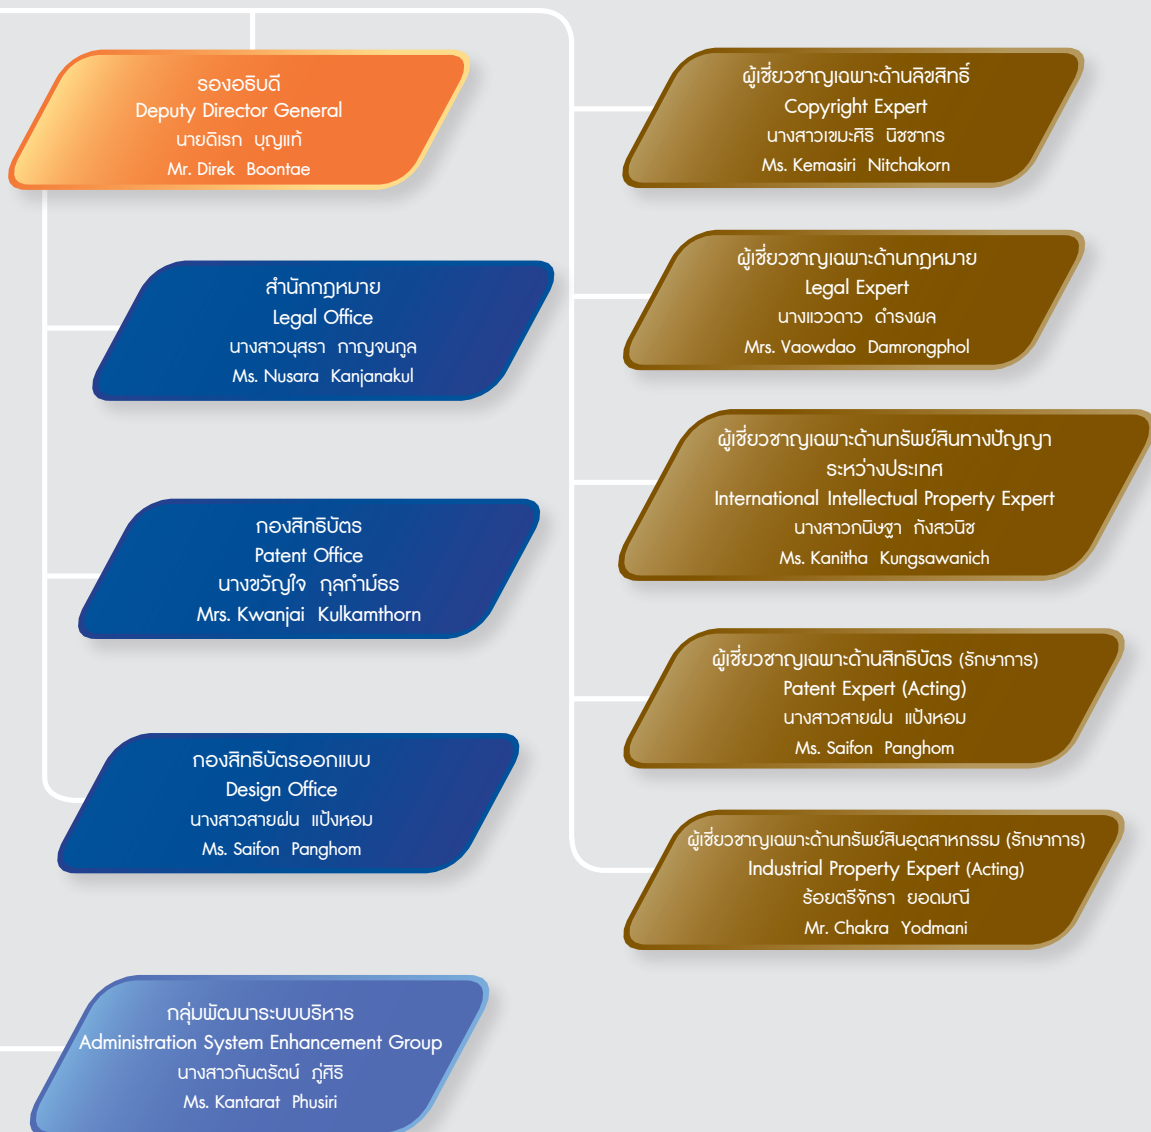 รองอธิบดี
Deputy Director General
นายดิเรก บุญแท้
Mr. Direk Boontae
สำนักกฎหมาย
Legal Office
นางสาวนุสรา กาญจนกูล
Ms. Nusara Kanjanakul
กองสิทธิบัตร
Patent Office
นางขวัญใจ กุลกำม์ธร
Mrs. Kwanjai Kulkamthorn
กองสิทธิบัตรออกแบบ
Design Office
นางสาวสายฝน แป้งหอม
Ms. Saifon Panghom
กลุ่มพัฒนาระบบบริหาร
Administration System Enhancement Group
นางสาวกันตรัตน์ ภู่ศิริ
Ms. Kantarat Phusiri
ผู้เชี่ยวชาญเฉพาะด้านลิขสิทธิ์
Copyright Expert
นางสาวเขมะศิริ นิชชากร
Ms. Kemasiri Nitchakorn
ผู้เชี่ยวชาญเฉพาะด้านกฎหมาย
Legal Expert
นางแววดาว ดำรงผล
Mrs. Vaowdao Damrongphol
ผู้เชี่ยวชาญเฉพาะด้านทรัพย์สินทางปัญญา
ระหว่างประเทศ
International Intellectual Property Expert
นางสาวกนิษฐา กังสวนิช
Ms. Kanitha Kungsawanich
ผู้เชี่ยวชาญเฉพาะด้านสิทธิบัตร (รักษาการ)
Patent Expert (Acting)
นางสาวสายฝน แป้งหอม
Ms. Saifon Panghom
ผู้เชี่ยวชาญเฉพาะด้านทรัพย์สินอุตสาหกรรม (รักษาการ)
Industrial Property Expert (Acting)
ร้อยตรีจักรา ยอดมณี
Mr. Chakra Yodmani